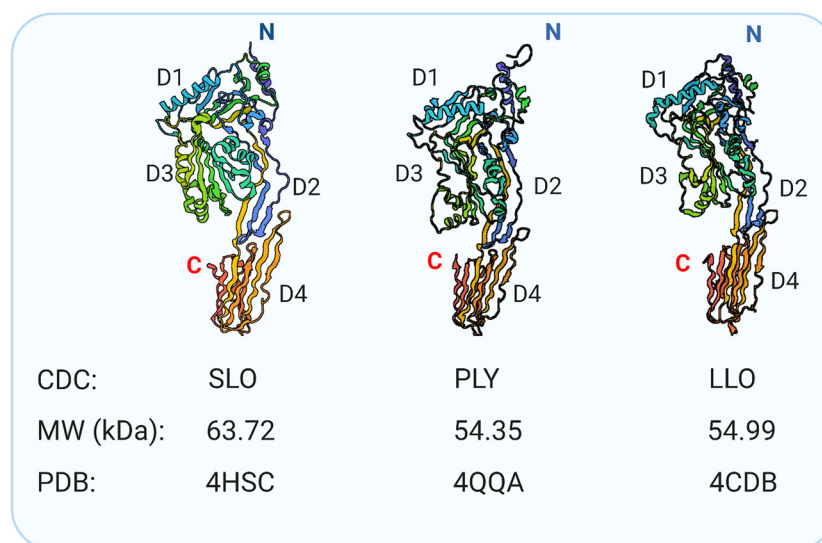 N N N
D1 D1 D1
D3 D3 D3
D2 D2 D2
C C C
D4 D4 D4
CDC: SLO PLY LLO
MW (kDa): 63.72 54.35 54.99
PDB: 4HSC 4QQA 4CDB